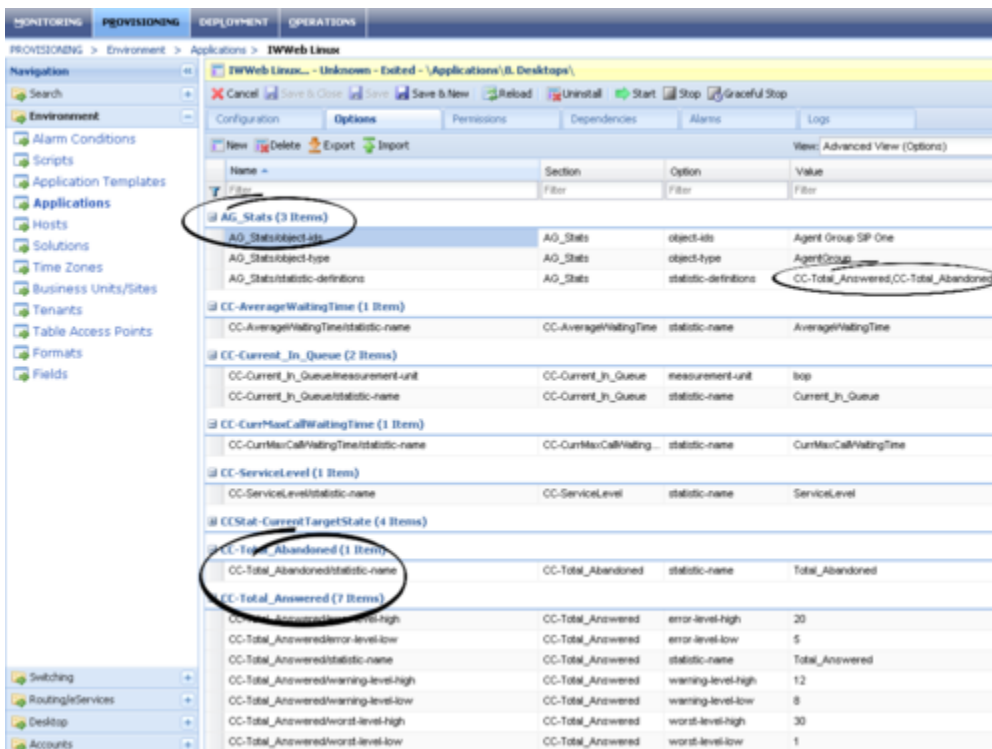 MONITORING PROVISIONING DEPLOYMENT OPERATIONS
PROVISIONING > Environment > Applications > IWWeb Linux
Navigation
IWWeb Linux... - Unknown - Exited - \Applications\8. Desktops\
Search
Cancel Save & Close Save Save & New Reload Uninstall Start Stop Graceful Stop
Environment
Configuration Options Permissions Dependencies Alarms Logs
Alarm Conditions
Scripts
Application Templates
Applications
Hosts
Solutions
Time Zones
Business Units/Sites
Tenants
Table Access Points
Formats
Fields
Switching
Desktop
Accounts
New Delete Export Import View: Advanced View (Options)
Name Section Option Value
Filter Filter Filter Filter
AG_Stats (3 Items)
AG_Stats/object-ids AG_Stats object-ids Agent Group SIP One
AG_Stats/object-type AG_Stats object-type AgentGroup
AG_Stats/statistic-definitions AG_Stats statistic-definitions CC-Total_Answered,CC-Total_Abandoned
CC-AverageWaitingTime (1 Item)
CC-AverageWaitingTime/statistic-name CC-AverageWaitingTime statistic-name AverageWaitingTime
CC-Current_In_Queue (2 Items)
CC-Current_In_Queue/measurement-unit CC-Current_In_Queue measurement-unit
CC-Current_In_Queue/statistic-name CC-Current_In_Queue statistic-name Current_In_Queue
CC-CurrMaxCallWaitingTime (1 Item)
CC-CurrMaxCallWaitingTime/statistic-name CC-CurrMaxCallWaiting... statistic-name CurrMaxCallWaitingTime
CC-ServiceLevel (1 Item)
CC-ServiceLevel/statistic-name CC-ServiceLevel statistic-name ServiceLevel
CCStat-CurrentTargetState (4 Items)
CC-Total_Abandoned (1 Item)
CC-Total_Abandoned/statistic-name CC-Total_Abandoned statistic-name Total_Abandoned
CC-Total_Answered (7 Items)
CC-Total_Answered/error-level-high CC-Total_Answered error-level-high 20
CC-Total_Answered/error-level-low CC-Total_Answered error-level-low 5
CC-Total_Answered/statistic-name CC-Total_Answered statistic-name Total_Answered
CC-Total_Answered/warning-level-high CC-Total_Answered warning-level-high 12
CC-Total_Answered/warning-level-low CC-Total_Answered warning-level-low 8
CC-Total_Answered/worst-level-high CC-Total_Answered worst-level-high 30
CC-Total_Answered/worst-level-low CC-Total_Answered worst-level-low 1